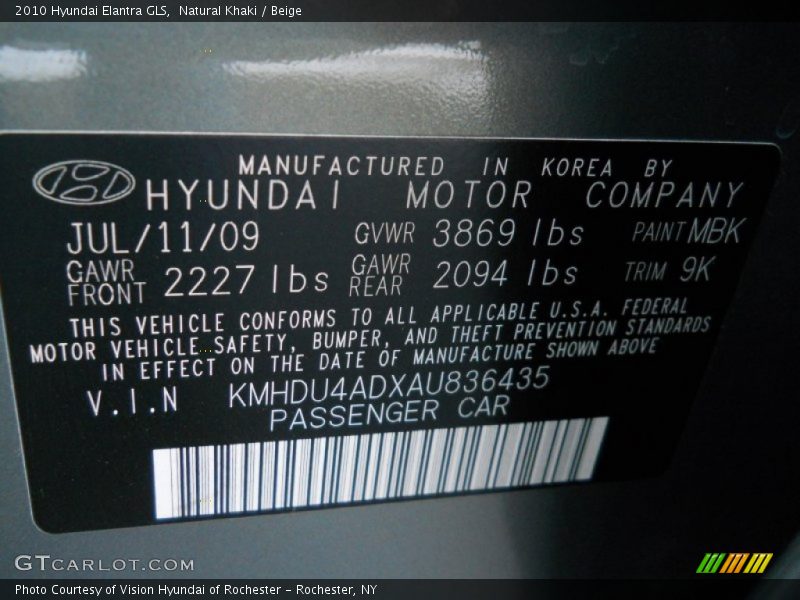 2010 Hyundai Elantra GLS, Natural Khaki / Beige
MANUFACTURED IN KOREA BY
HYUNDAI MOTOR COMPANY
JUL/11/09 GVWR 3869 lbs PAINT MBK
GAWR FRONT 2227 lbs GAWR REAR 2094 lbs TRIM 9K
THIS VEHICLE CONFORMS TO ALL APPLICABLE U.S.A. FEDERAL
MOTOR VEHICLE SAFETY, BUMPER, AND THEFT PREVENTION STANDARDS
IN EFFECT ON THE DATE OF MANUFACTURE SHOWN ABOVE
V.I.N KMHDU4ADXAU836435
PASSENGER CAR
GTCARLOT.COM
Photo Courtesy of Vision Hyundai of Rochester - Rochester, NY